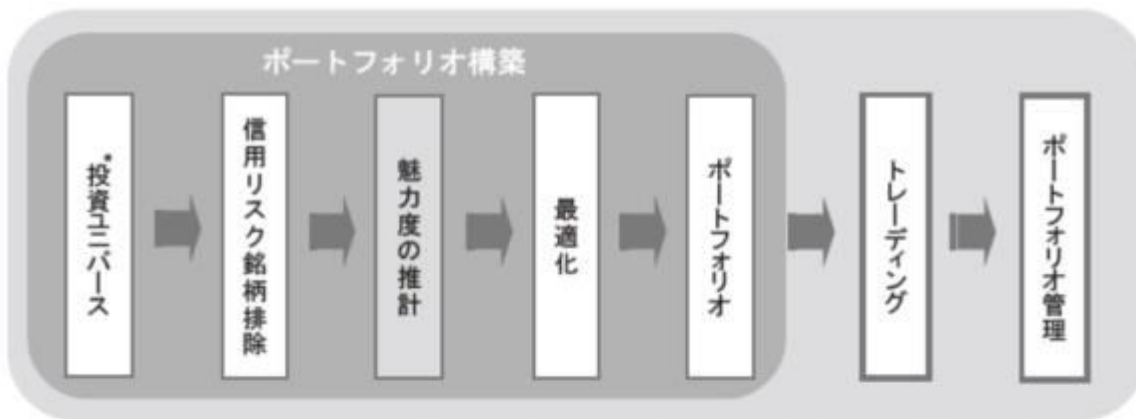 ポートフォリオ構築
*投資ユニバース
信用リスク銘柄排除
魅力度の推計
最適化
ポートフォリオ
トレーディング
ポートフォリオ管理